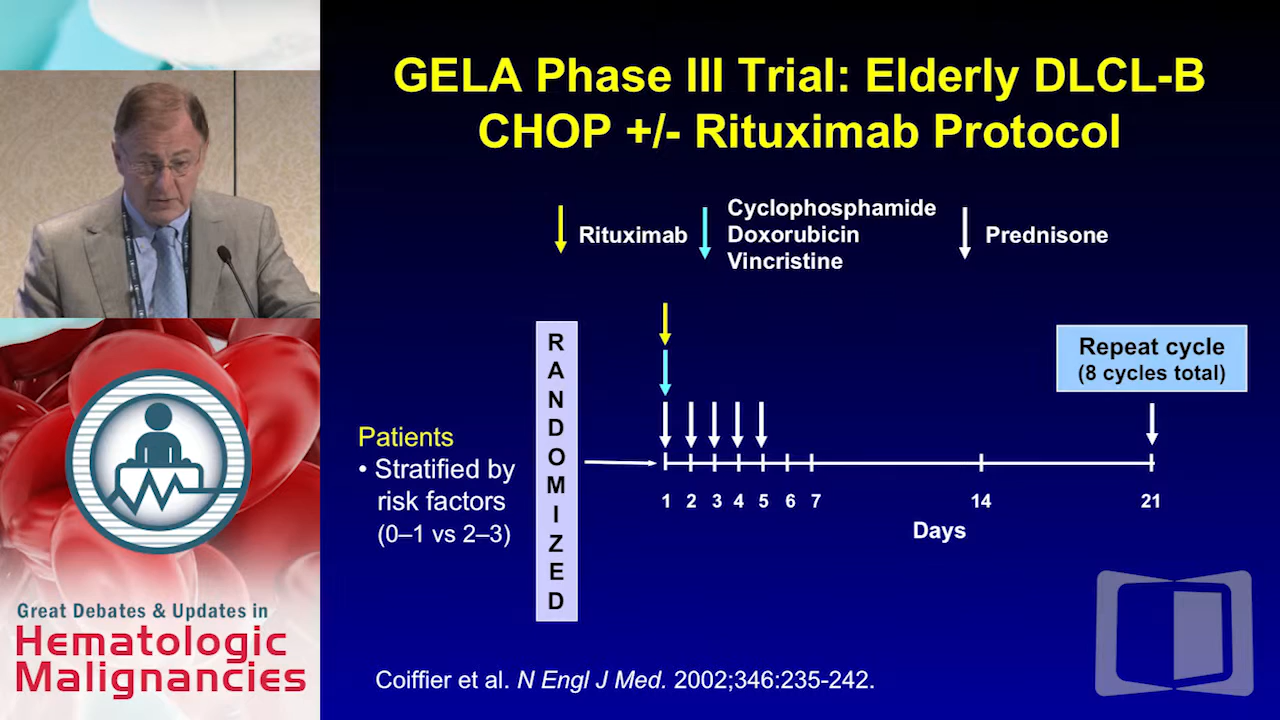 GELA Phase III Trial: Elderly DLCL-B
CHOP +/- Rituximab Protocol
Rituximab
Cyclophosphamide
Doxorubicin
Vincristine
Prednisone
RANDOMIZED
Repeat cycle
(8 cycles total)
Patients
• Stratified by
risk factors
(0–1 vs 2–3)
1 2 3 4 5 6 7 14 21
Days
Coiffier et al. N Engl J Med. 2002;346:235-242.
Great Debates & Updates in
Hematologic
Malignancies